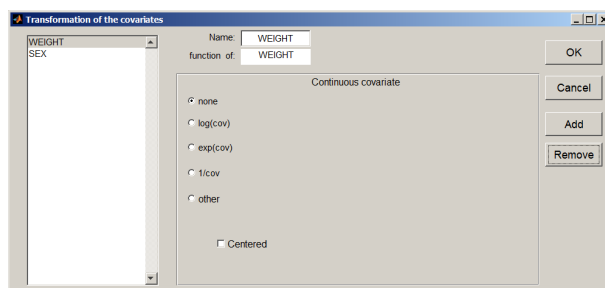 Transformation of the covariates
WEIGHT
SEX
Name: WEIGHT
function of: WEIGHT
Continuous covariate
none
log(cov)
exp(cov)
1/cov
other
Centered
OK
Cancel
Add
Remove